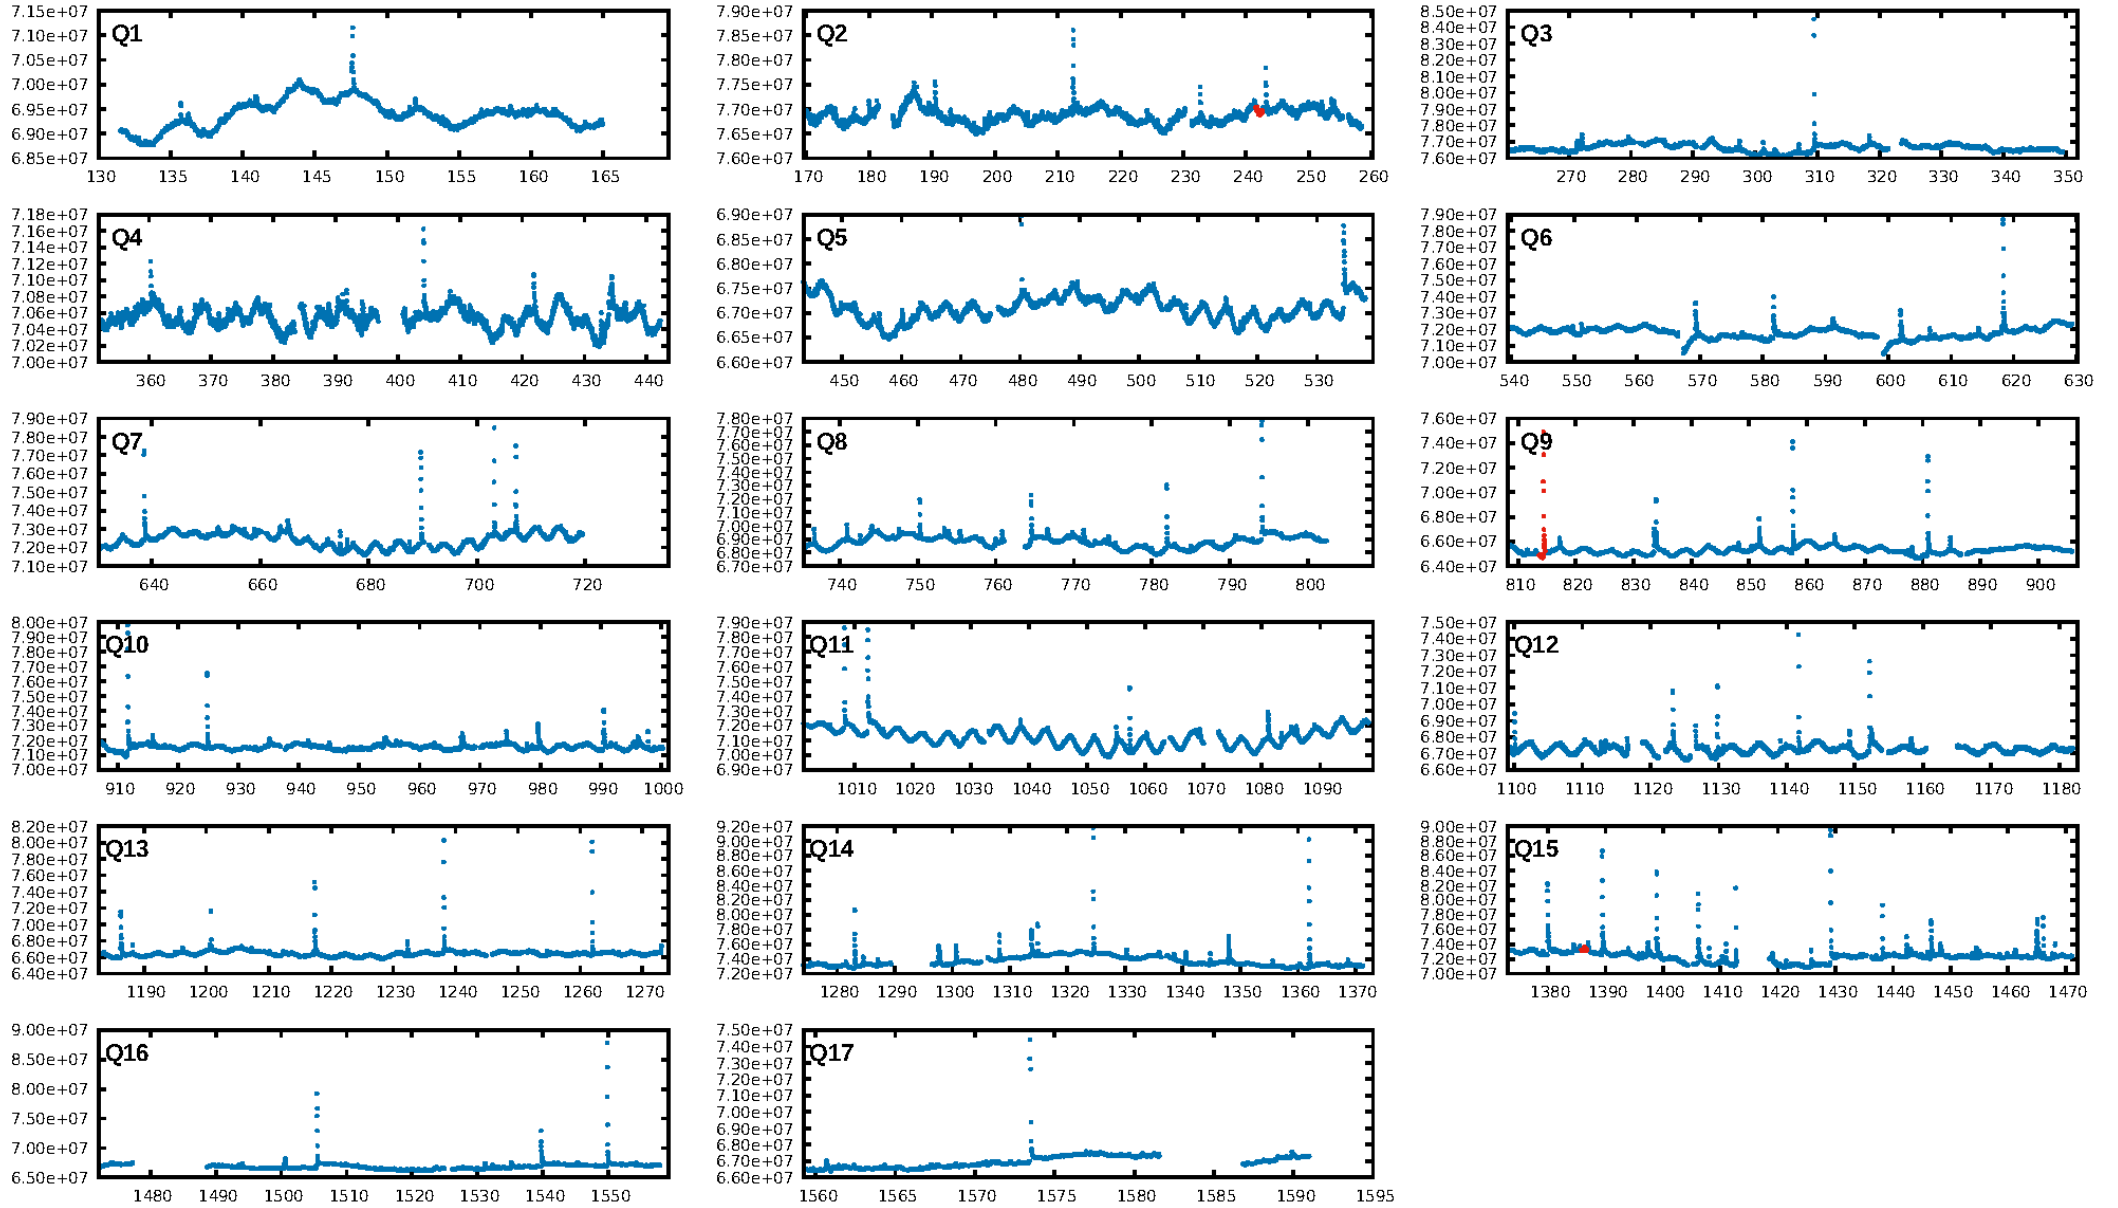 Q1
7.15e+07
7.10e+07
7.05e+07
7.00e+07
6.95e+07
6.90e+07
6.85e+07
130 135 140 145 150 155 160 165
Q2
7.90e+07
7.85e+07
7.80e+07
7.75e+07
7.70e+07
7.65e+07
7.60e+07
170 180 190 200 210 220 230 240 250 260
Q3
8.50e+07
8.40e+07
8.30e+07
8.20e+07
8.10e+07
8.00e+07
7.90e+07
7.80e+07
7.70e+07
7.60e+07
270 280 290 300 310 320 330 340 350
Q4
7.18e+07
7.16e+07
7.14e+07
7.12e+07
7.10e+07
7.08e+07
7.06e+07
7.04e+07
7.02e+07
7.00e+07
360 370 380 390 400 410 420 430 440
Q5
6.90e+07
6.85e+07
6.80e+07
6.75e+07
6.70e+07
6.65e+07
6.60e+07
450 460 470 480 490 500 510 520 530
Q6
7.90e+07
7.80e+07
7.70e+07
7.60e+07
7.50e+07
7.40e+07
7.30e+07
7.20e+07
7.10e+07
7.00e+07
540 550 560 570 580 590 600 610 620 630
Q7
7.90e+07
7.80e+07
7.70e+07
7.60e+07
7.50e+07
7.40e+07
7.30e+07
7.20e+07
7.10e+07
640 660 680 700 720
Q8
7.80e+07
7.70e+07
7.60e+07
7.50e+07
7.40e+07
7.30e+07
7.20e+07
7.10e+07
7.00e+07
6.90e+07
6.80e+07
6.70e+07
740 750 760 770 780 790 800
Q9
7.60e+07
7.40e+07
7.20e+07
7.00e+07
6.80e+07
6.60e+07
6.40e+07
810 820 830 840 850 860 870 880 890 900
Q10
8.00e+07
7.90e+07
7.80e+07
7.70e+07
7.60e+07
7.50e+07
7.40e+07
7.30e+07
7.20e+07
7.10e+07
7.00e+07
910 920 930 940 950 960 970 980 990 1000
Q11
7.90e+07
7.80e+07
7.70e+07
7.60e+07
7.50e+07
7.40e+07
7.30e+07
7.20e+07
7.10e+07
7.00e+07
6.90e+07
1010 1020 1030 1040 1050 1060 1070 1080 1090
Q12
7.50e+07
7.40e+07
7.30e+07
7.20e+07
7.10e+07
7.00e+07
6.90e+07
6.80e+07
6.70e+07
6.60e+07
1100 1110 1120 1130 1140 1150 1160 1170 1180
Q13
8.20e+07
8.00e+07
7.80e+07
7.60e+07
7.40e+07
7.20e+07
7.00e+07
6.80e+07
6.60e+07
6.40e+07
1190 1200 1210 1220 1230 1240 1250 1260 1270
Q14
9.20e+07
9.00e+07
8.80e+07
8.60e+07
8.40e+07
8.20e+07
8.00e+07
7.80e+07
7.60e+07
7.40e+07
7.20e+07
1280 1290 1300 1310 1320 1330 1340 1350 1360 1370
Q15
9.00e+07
8.80e+07
8.60e+07
8.40e+07
8.20e+07
8.00e+07
7.80e+07
7.60e+07
7.40e+07
7.20e+07
7.00e+07
1380 1390 1400 1410 1420 1430 1440 1450 1460 1470
Q16
9.00e+07
8.50e+07
8.00e+07
7.50e+07
7.00e+07
6.50e+07
1480 1490 1500 1510 1520 1530 1540 1550
Q17
7.50e+07
7.40e+07
7.30e+07
7.20e+07
7.10e+07
7.00e+07
6.90e+07
6.80e+07
6.70e+07
6.60e+07
1560 1565 1570 1575 1580 1585 1590 1595